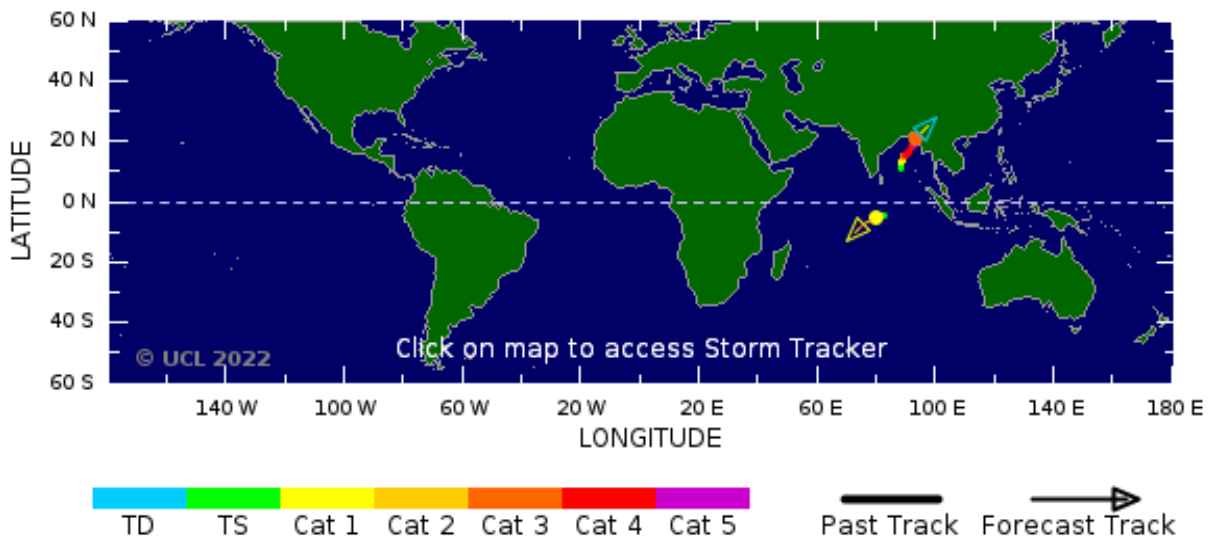 60 N
40 N
20 N
0 N
20 S
40 S
60 S
LATITUDE
Click on map to access Storm Tracker
© UCL 2022
140 W 100 W 60 W 20 W 20 E 60 E 100 E 140 E 180 E
LONGITUDE
TD TS Cat 1 Cat 2 Cat 3 Cat 4 Cat 5 Past Track Forecast Track